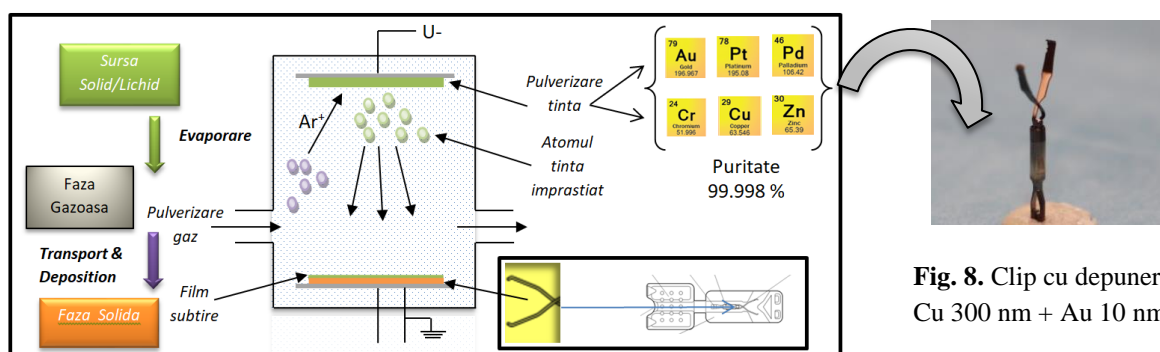 Sursa
Solid/Lichid
Evaporare
Faza
Gazoasa
Transport &
Deposition
Faza Solida
Pulverizare
gaz
Film
subtire
Ar+
U-
Pulverizare
tinta
Atomul
tinta
imprastiat
79
Au
Gold
196.967
78
Pt
Platinum
195.08
46
Pd
Palladium
106.42
24
Cr
Chromium
51.996
29
Cu
Copper
63.546
30
Zn
Zinc
65.39
Puritate
99.998 %
Fig. 8. Clip cu depuner
Cu 300 nm + Au 10 nm